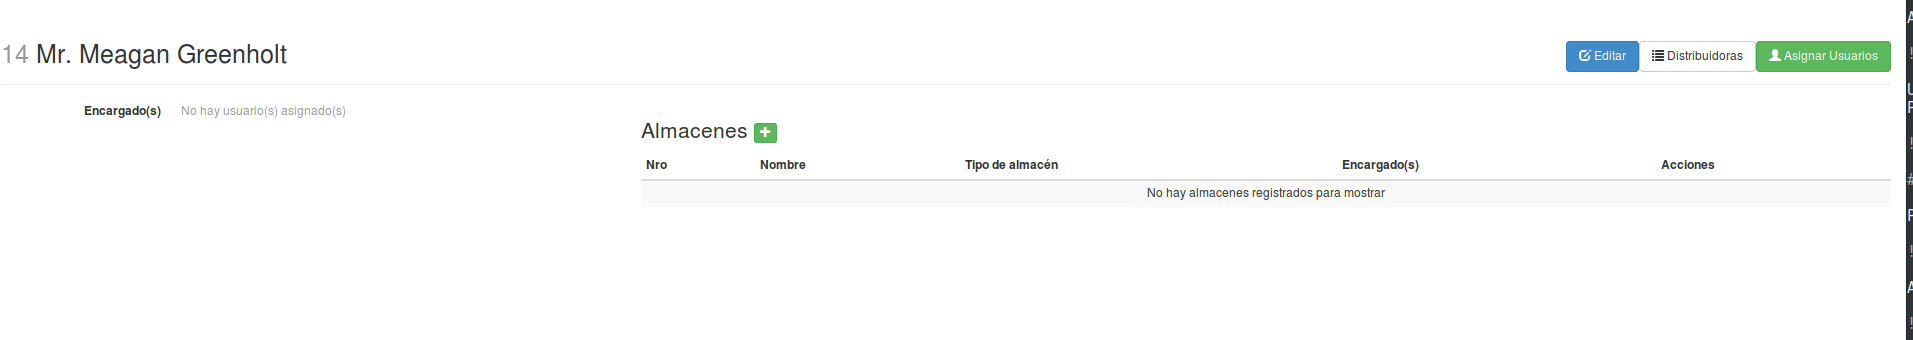 14 Mr. Meagan Greenholt
Editar
Distribuidoras
Asignar Usuarios
Encargado(s) No hay usuario(s) asignado(s)
Almacenes
Nro Nombre Tipo de almacén Encargado(s) Acciones
No hay almacenes registrados para mostrar